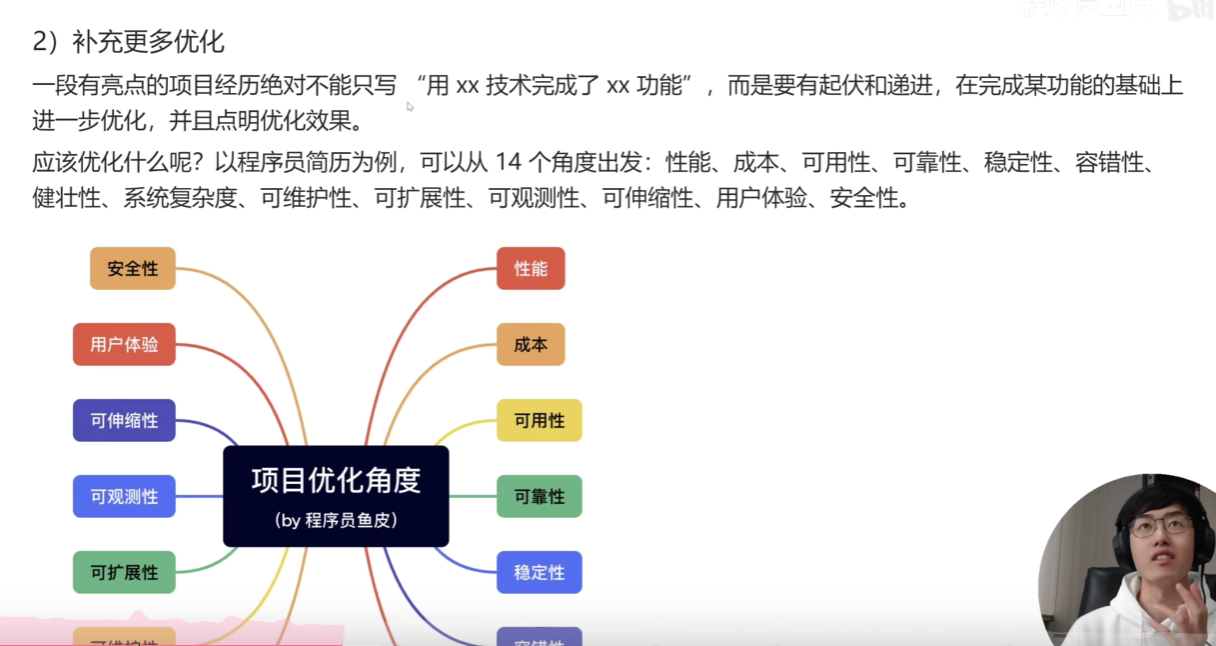 2）补充更多优化
一段有亮点的项目经历绝对不能只写 “用 xx 技术完成了 xx 功能”，而是要有起伏和递进，在完成某功能的基础上
进一步优化，并且点明优化效果。
应该优化什么呢？以程序员简历为例，可以从 14 个角度出发：性能、成本、可用性、可靠性、稳定性、容错性、
健壮性、系统复杂度、可维护性、可扩展性、可观测性、可伸缩性、用户体验、安全性。
安全性
性能
用户体验
成本
可伸缩性
可用性
项目优化角度
（by 程序员鱼皮）
可观测性
可靠性
可扩展性
稳定性
可维护性
容错性